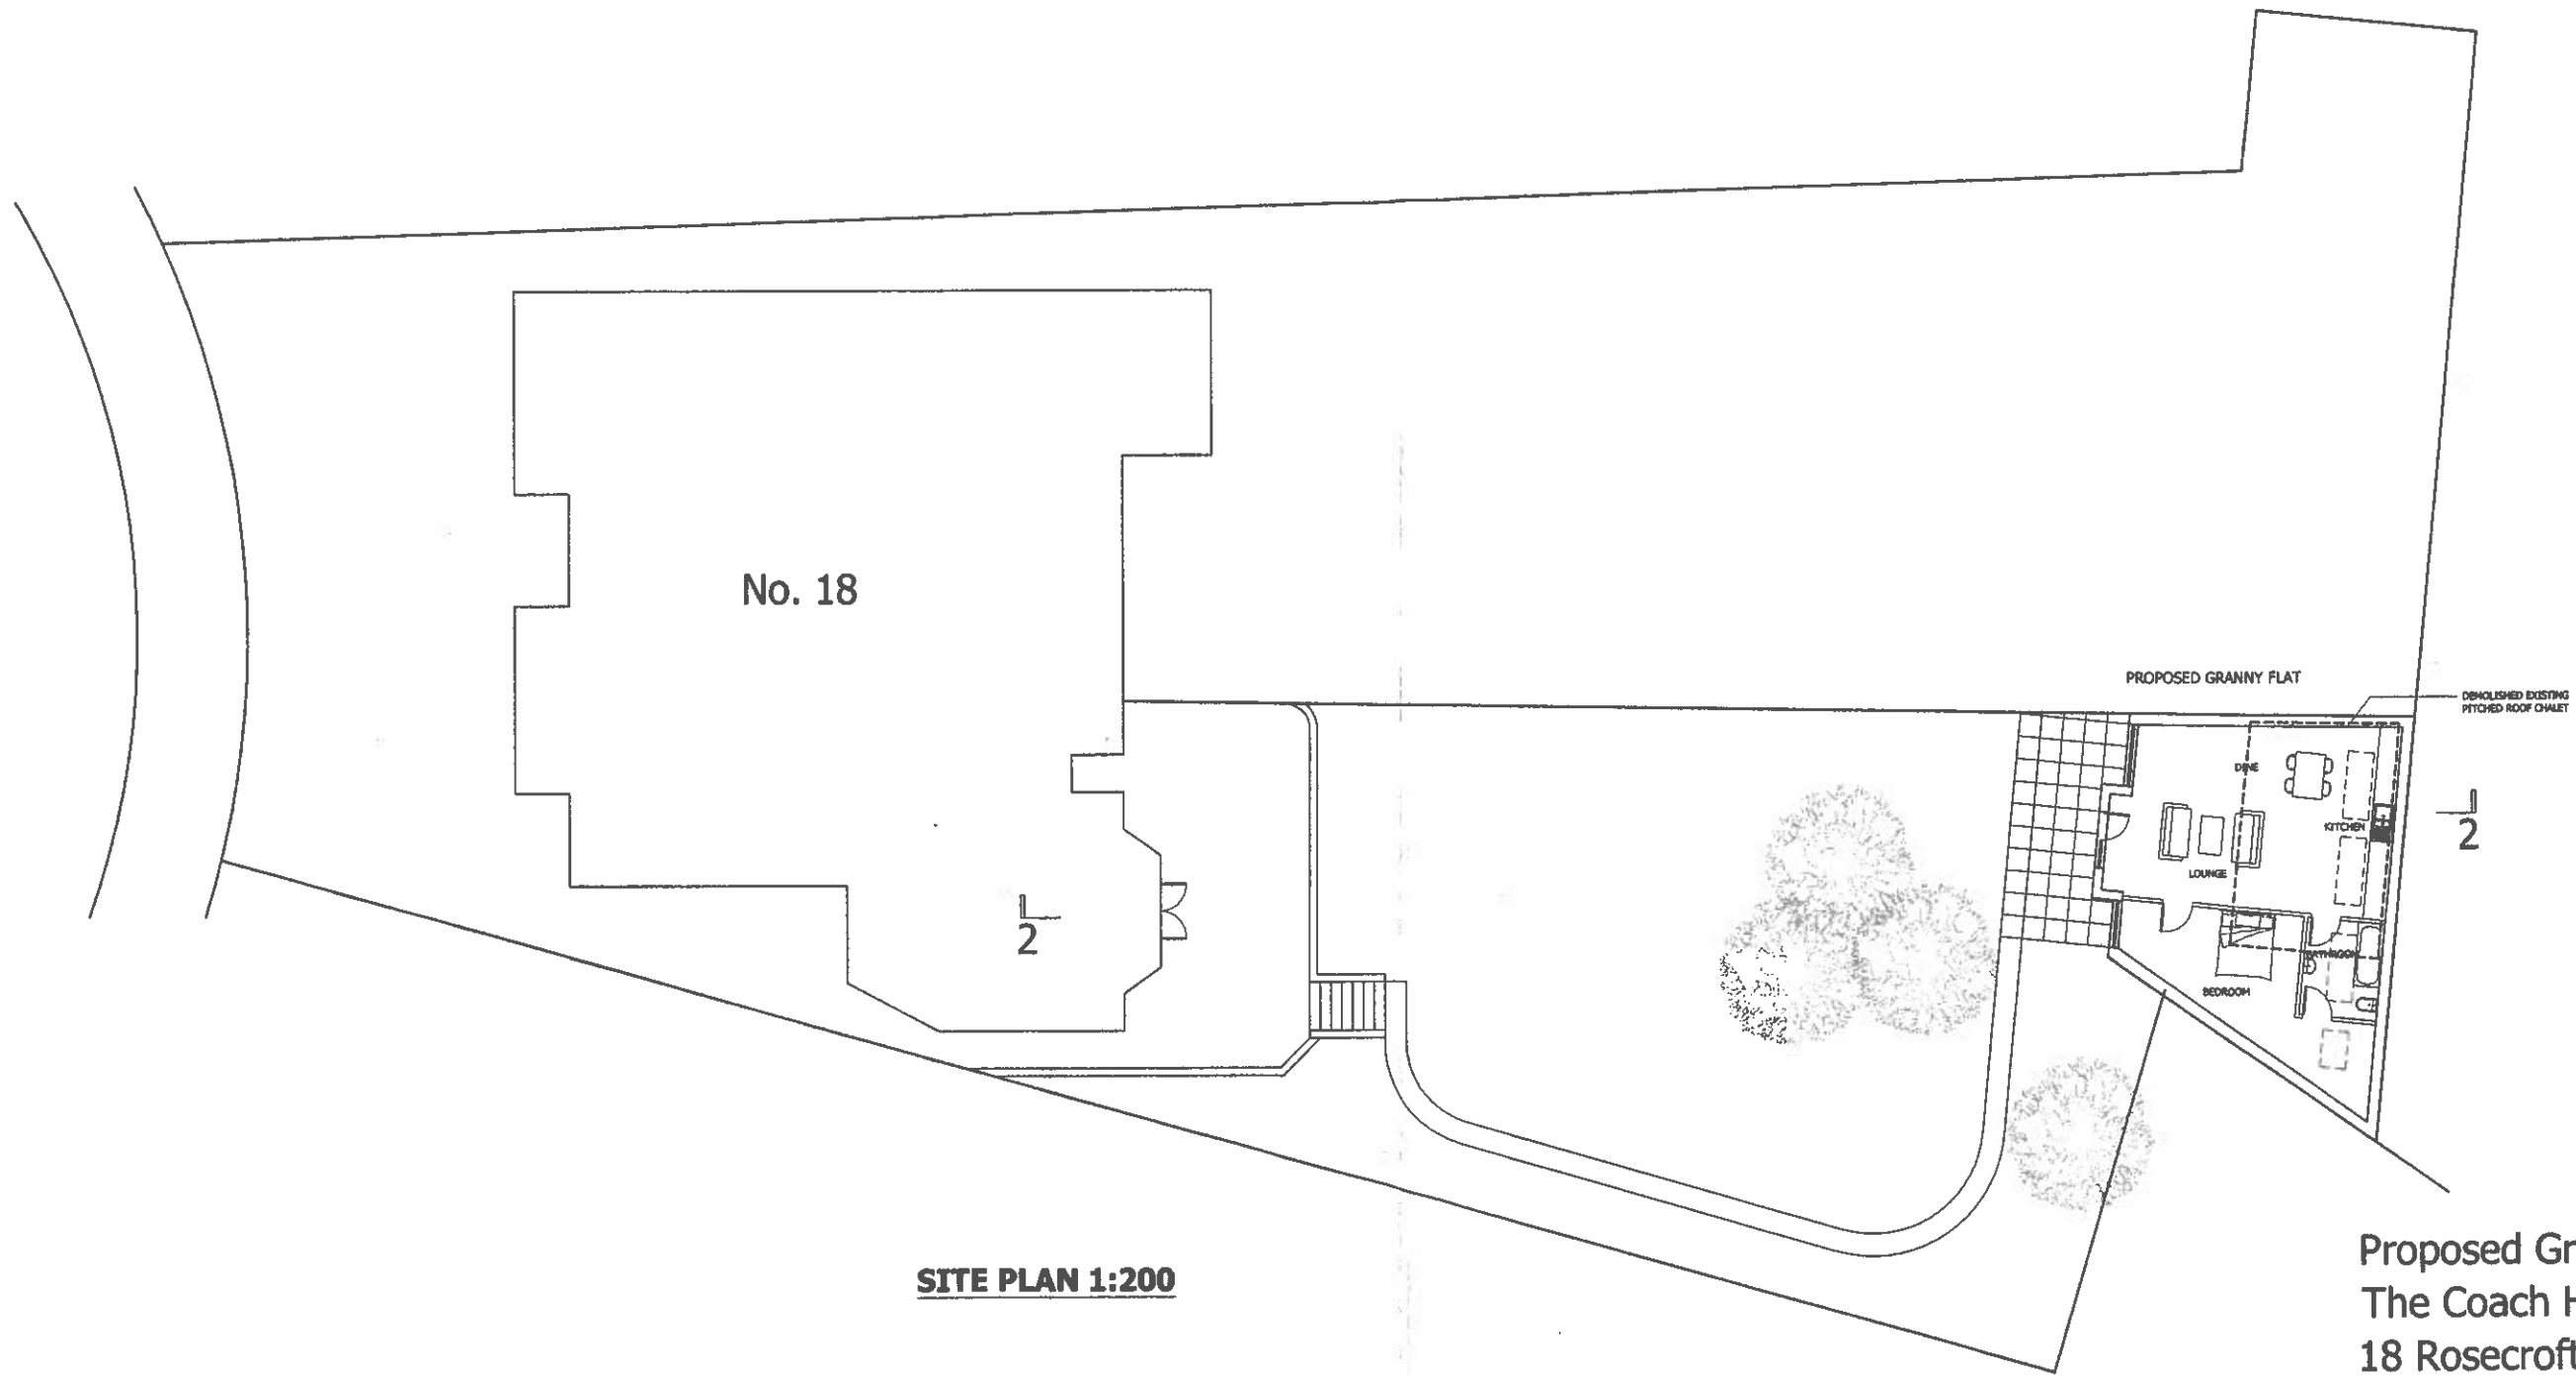 No. 18
PROPOSED GRANNY FLAT
DEMOLISHED EXISTING
PITCHED ROOF CHALET
DINE
KITCHEN
2
LOUNGE
2
BATHROOM
BEDROOM
SITE PLAN 1:200
Proposed Gr
The Coach H
18 Rosecroft